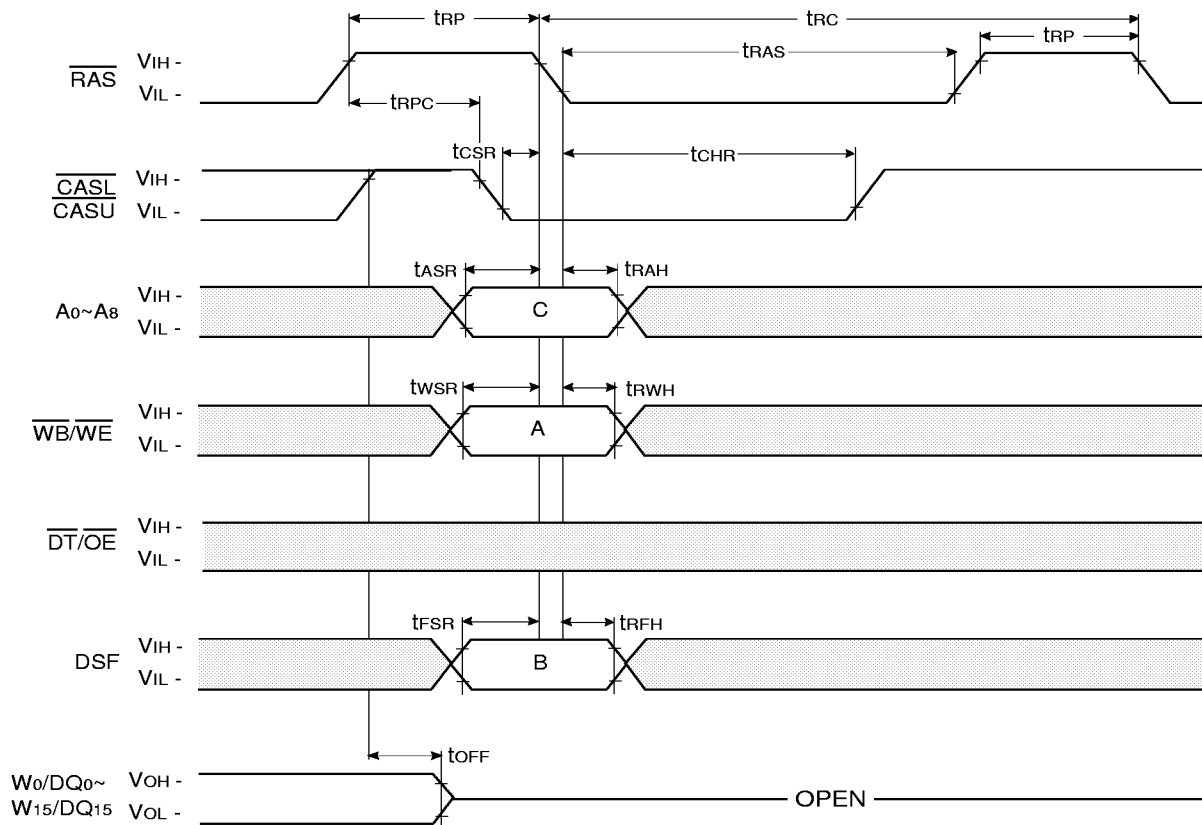 tRP
tRC
tRP
tRAS
RAS
VIH -
VIL -
tRPC
tCSR
tCHR
CASL
CASU
VIH -
VIL -
tASR
tRAH
A0~A8
VIH -
VIL -
C
tWSR
tRWH
WB/WE
VIH -
VIL -
A
DT/OE
VIH -
VIL -
tFSR
tRFH
DSF
VIH -
VIL -
B
tOFF
W0/DQ0~
W15/DQ15
VOH -
VOL -
OPEN